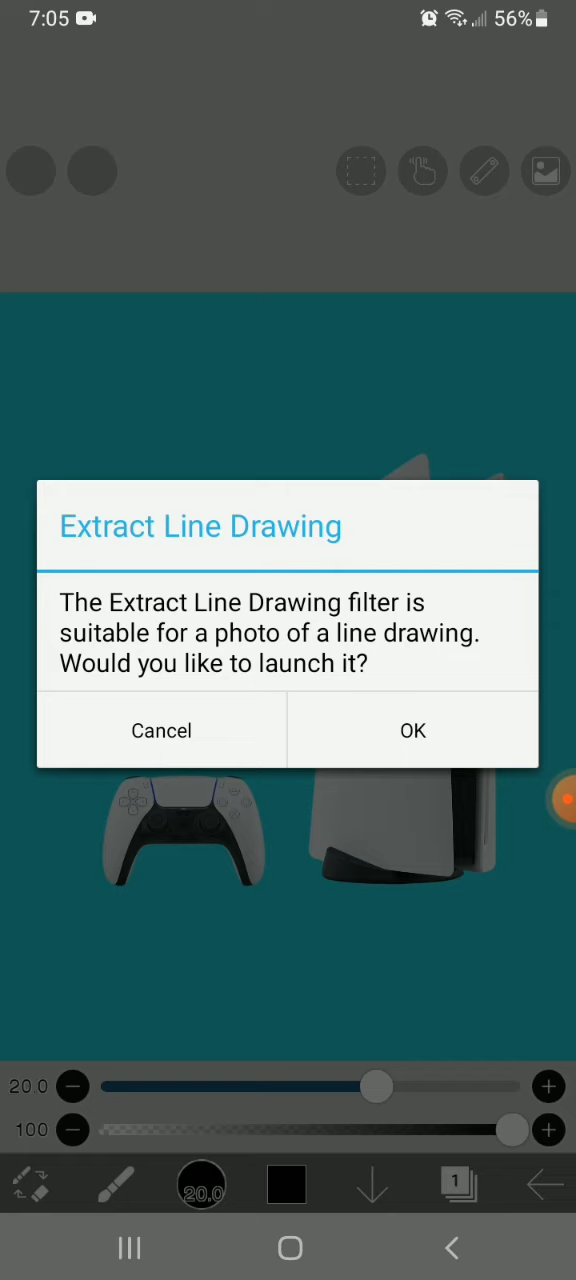 7:05
56%
Extract Line Drawing
The Extract Line Drawing filter is
suitable for a photo of a line drawing.
Would you like to launch it?
Cancel
OK
20.0
100
20.0
1